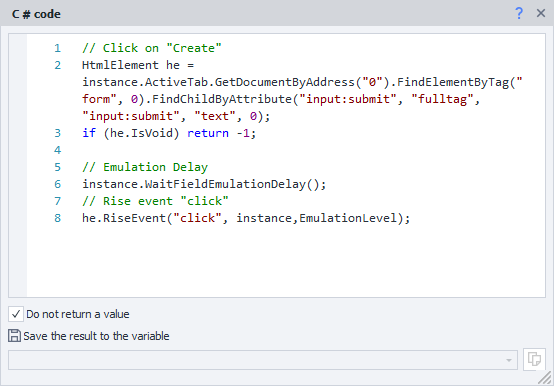 C # code
? ×
1 // Click on "Create"
2 HtmlElement he =
instance.ActiveTab.GetDocumentByAddress("0").FindElementByTag("
form", 0).FindChildByAttribute("input:submit", "fulltag",
"input:submit", "text", 0);
3 if (he.IsVoid) return -1;
4
5 // Emulation Delay
6 instance.WaitFieldEmulationDelay();
7 // Rise event "click"
8 he.RiseEvent("click", instance,EmulationLevel);
Do not return a value
Save the result to the variable